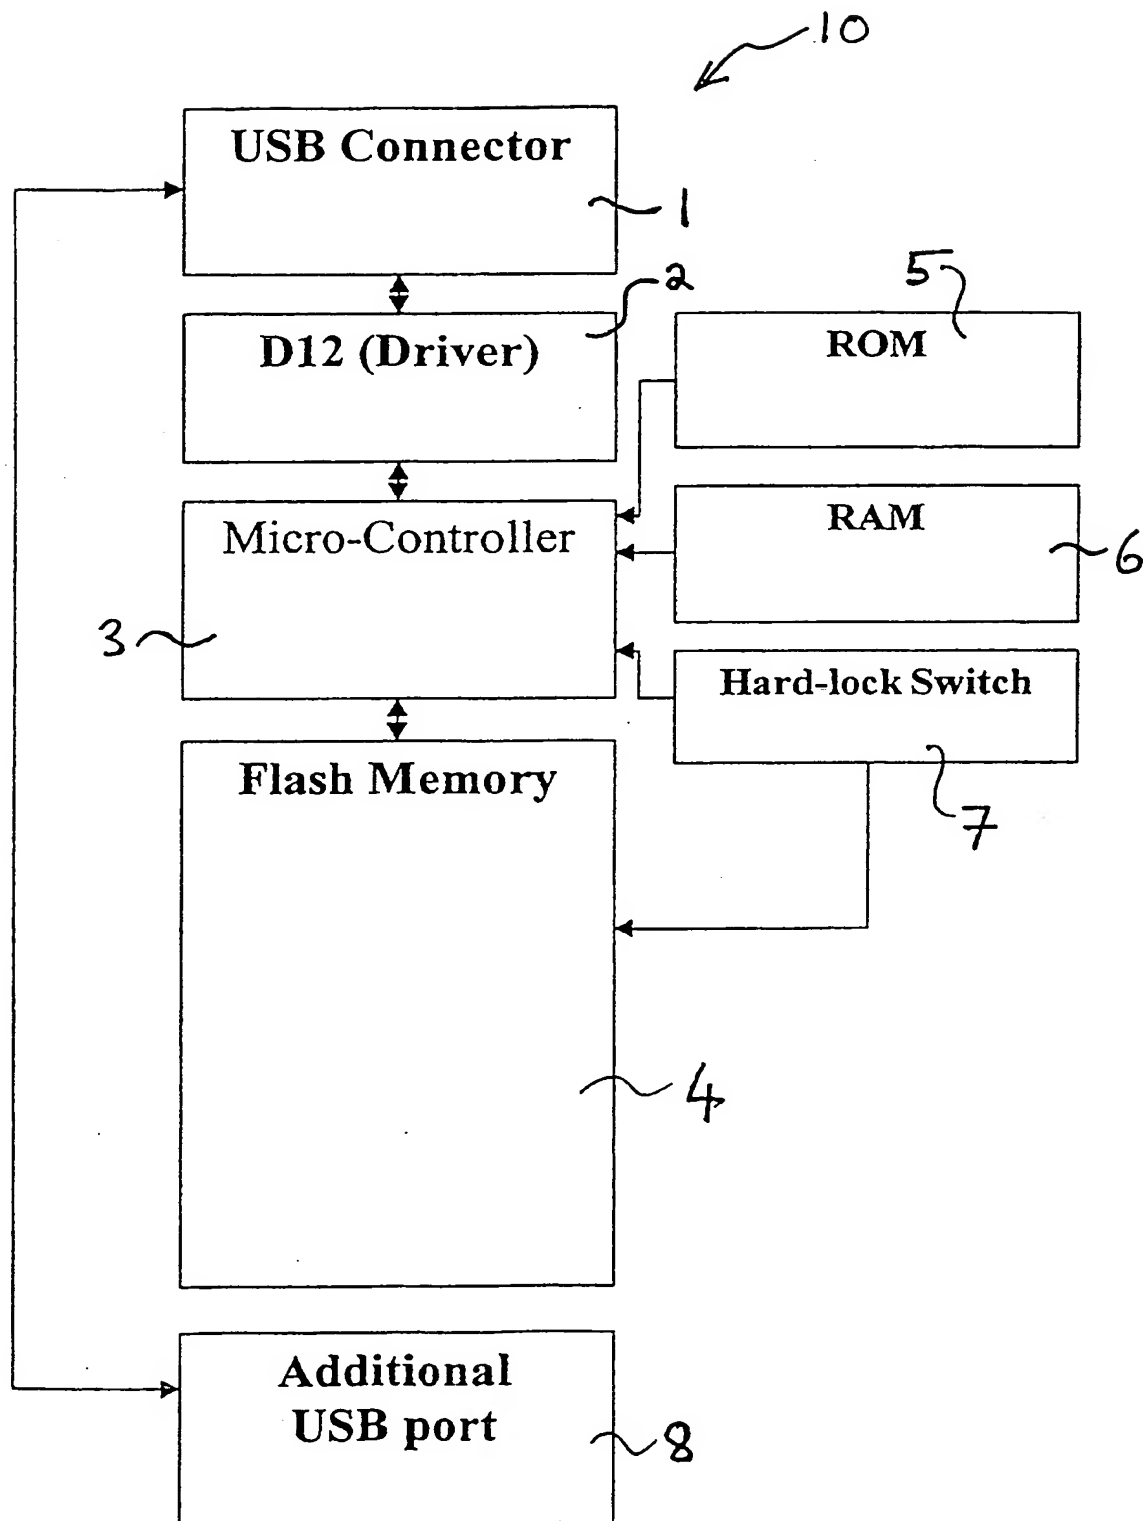 10
USB Connector
1
2
D12 (Driver)
5
ROM
Micro-Controller
3
RAM
6
Hard-lock Switch
7
Flash Memory
4
Additional
USB port
8